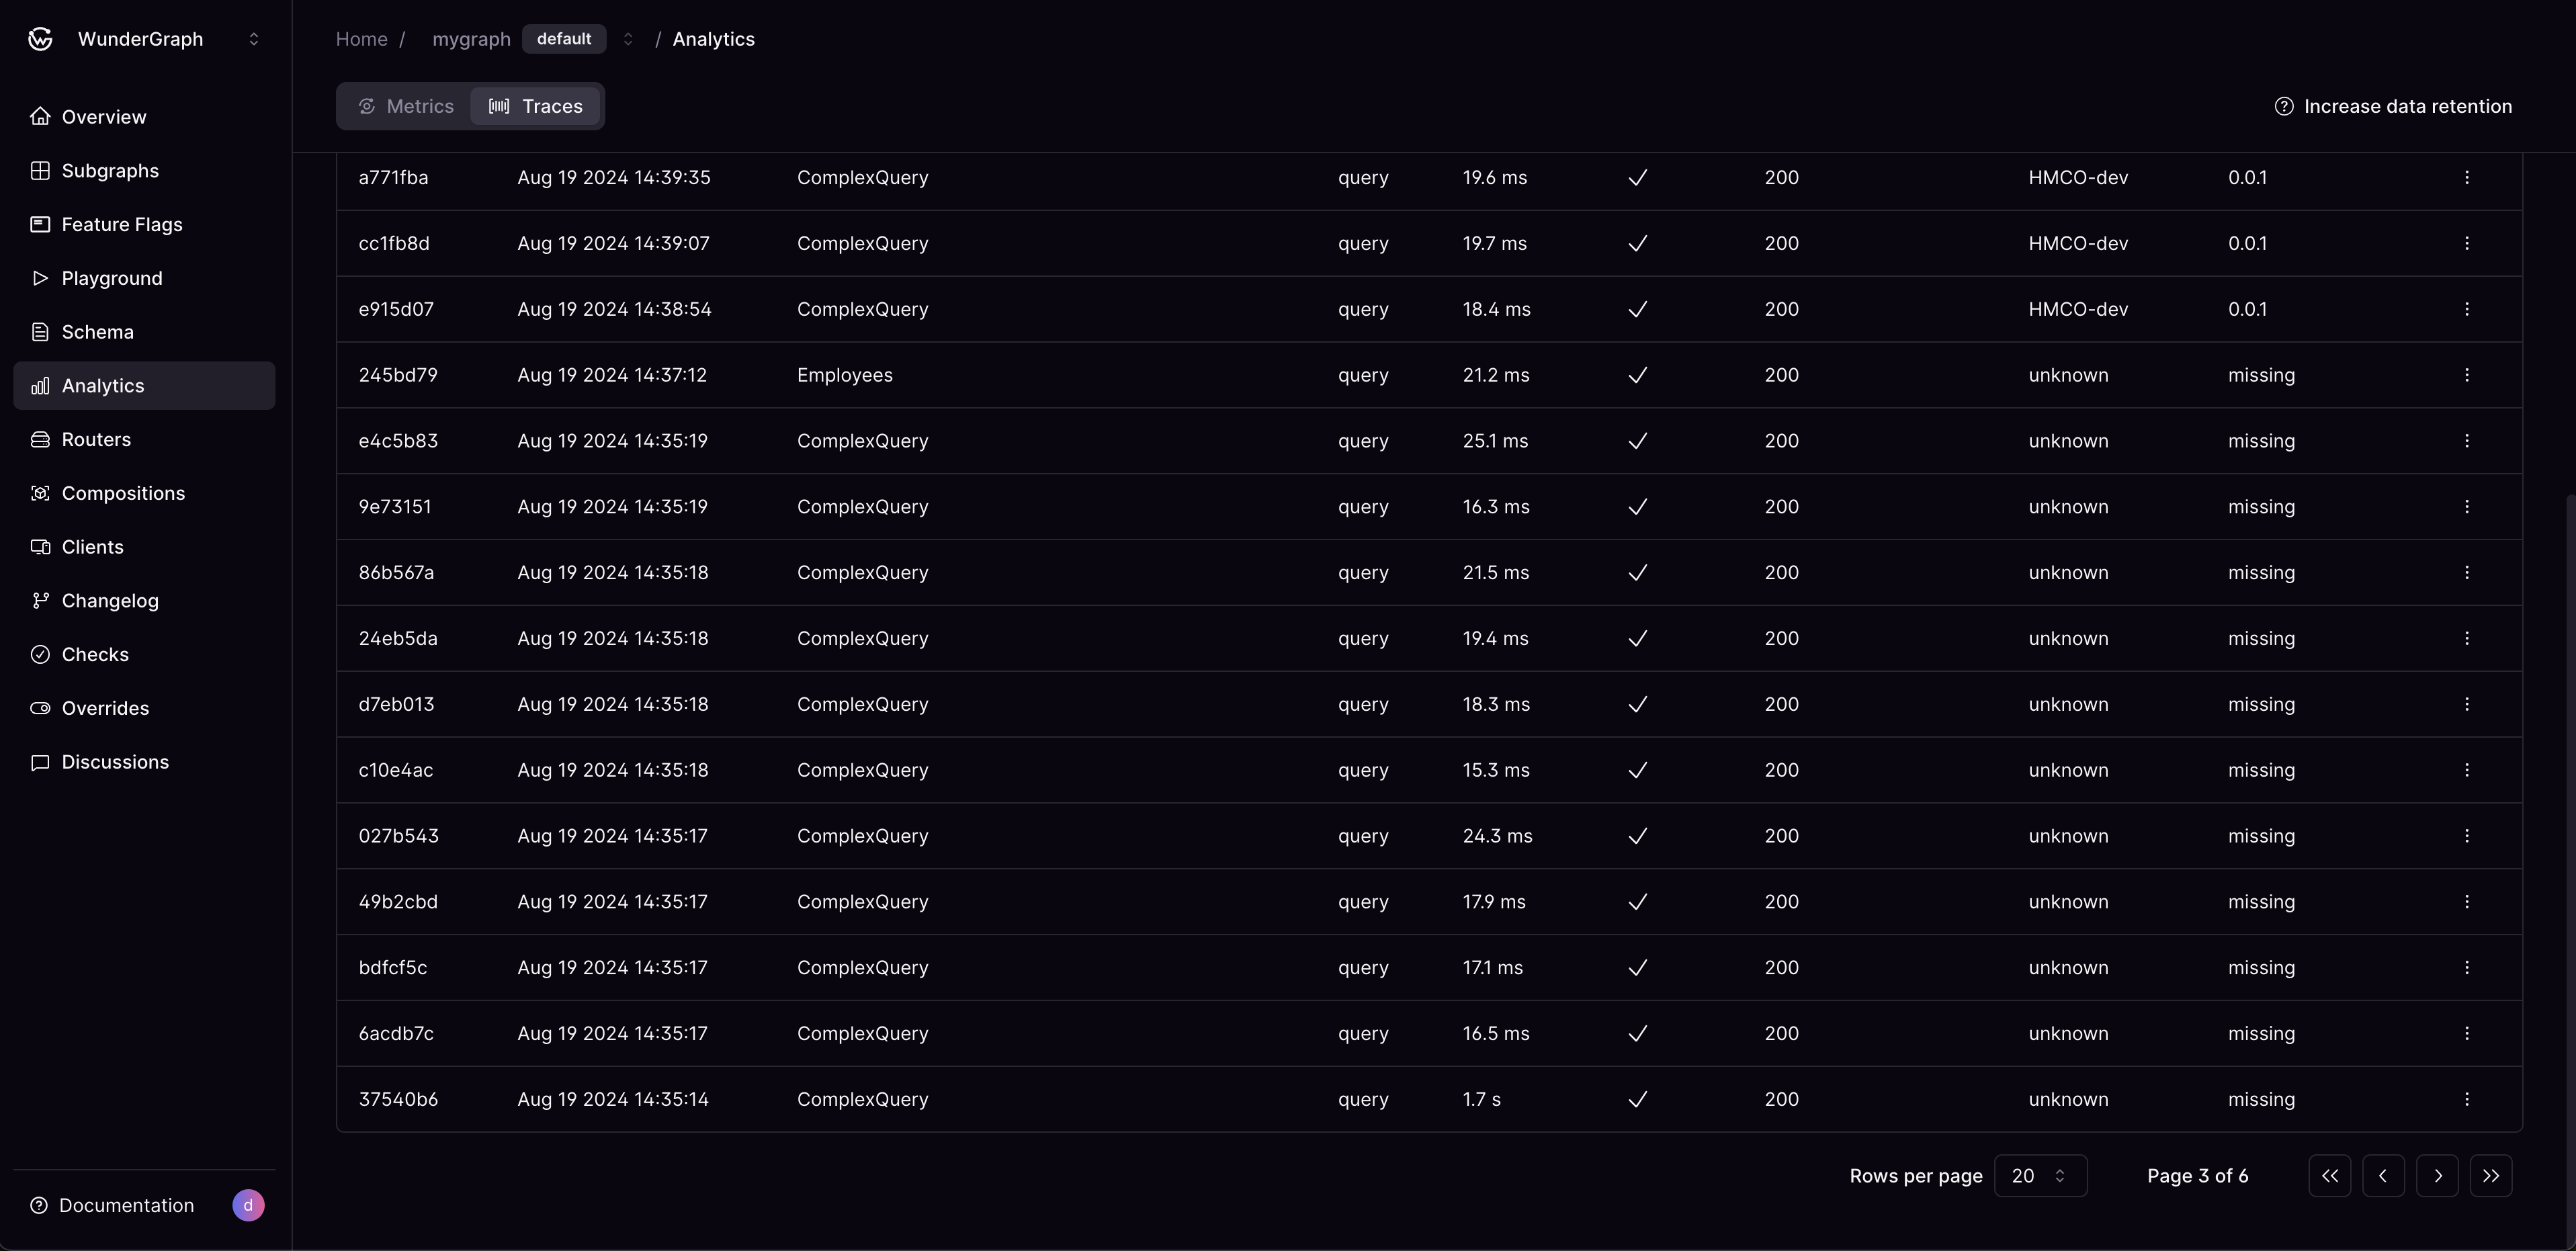 WunderGraph
Home / mygraph default / Analytics
Metrics Traces
Increase data retention
Overview
Subgraphs
Feature Flags
Playground
Schema
Analytics
Routers
Compositions
Clients
Changelog
Checks
Overrides
Discussions
a771fba Aug 19 2024 14:39:35 ComplexQuery query 19.6 ms 200 HMCO-dev 0.0.1
cc1fb8d Aug 19 2024 14:39:07 ComplexQuery query 19.7 ms 200 HMCO-dev 0.0.1
e915d07 Aug 19 2024 14:38:54 ComplexQuery query 18.4 ms 200 HMCO-dev 0.0.1
245bd79 Aug 19 2024 14:37:12 Employees query 21.2 ms 200 unknown missing
e4c5b83 Aug 19 2024 14:35:19 ComplexQuery query 25.1 ms 200 unknown missing
9e73151 Aug 19 2024 14:35:19 ComplexQuery query 16.3 ms 200 unknown missing
86b567a Aug 19 2024 14:35:18 ComplexQuery query 21.5 ms 200 unknown missing
24eb5da Aug 19 2024 14:35:18 ComplexQuery query 19.4 ms 200 unknown missing
d7eb013 Aug 19 2024 14:35:18 ComplexQuery query 18.3 ms 200 unknown missing
c10e4ac Aug 19 2024 14:35:18 ComplexQuery query 15.3 ms 200 unknown missing
027b543 Aug 19 2024 14:35:17 ComplexQuery query 24.3 ms 200 unknown missing
49b2cbd Aug 19 2024 14:35:17 ComplexQuery query 17.9 ms 200 unknown missing
bdfcf5c Aug 19 2024 14:35:17 ComplexQuery query 17.1 ms 200 unknown missing
6acdb7c Aug 19 2024 14:35:17 ComplexQuery query 16.5 ms 200 unknown missing
37540b6 Aug 19 2024 14:35:14 ComplexQuery query 1.7 s 200 unknown missing
Rows per page 20 Page 3 of 6
Documentation d